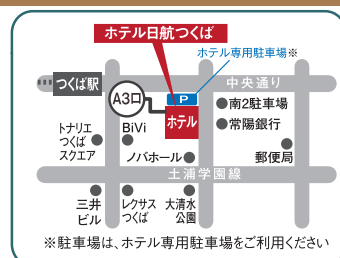 ホテル日航つくば
ホテル専用駐車場※
つくば駅
中央通り
A3口
P
ホテル
南2駐車場
常陽銀行
トナリエ
つくば
スクエア
BiVi
ノバホール
郵便局
土浦学園線
三井
ビル
レクサス
つくば
大清水
公園
※駐車場は、ホテル専用駐車場をご利用ください